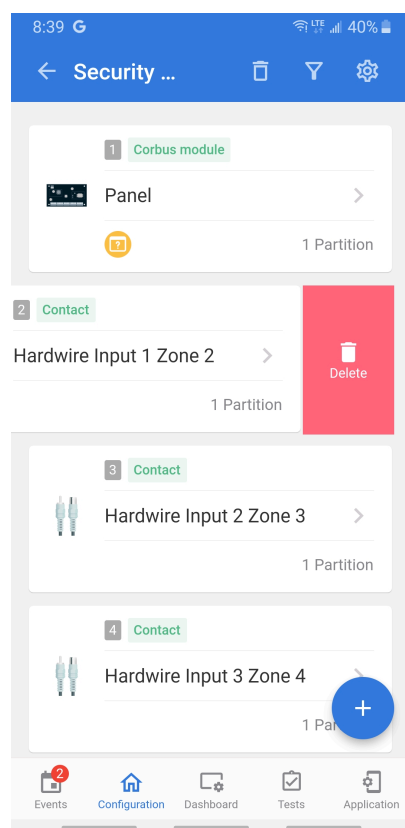 8:39 G LTE 40%
Security ...
1 Corbus module
Panel
1 Partition
2 Contact
Hardwire Input 1 Zone 2
Delete
1 Partition
3 Contact
Hardwire Input 2 Zone 3
1 Partition
4 Contact
Hardwire Input 3 Zone 4
1 Par
2
Events Configuration Dashboard Tests Application